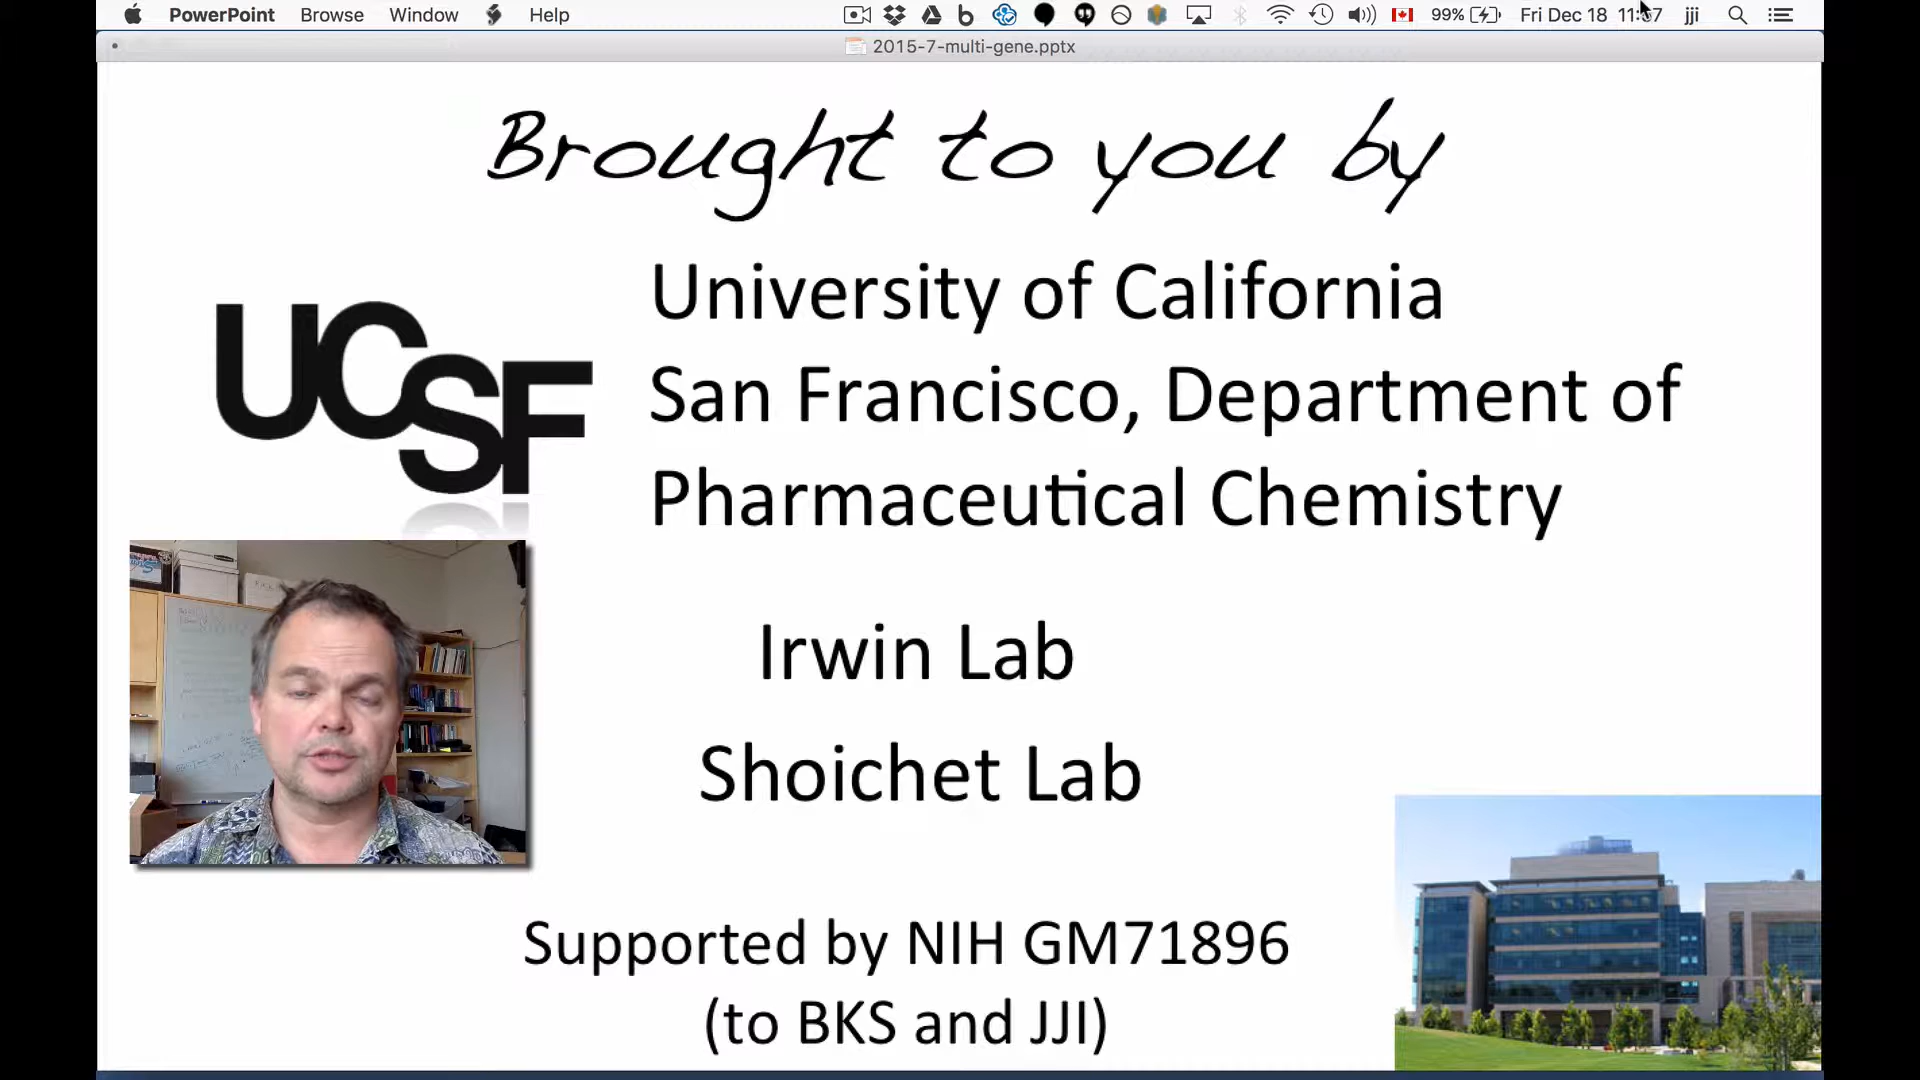 PowerPoint Browse Window Help 99% Fri Dec 18 jji
2015-7-multi-gene.pptx
Brought to you by
UCSF
University of California
San Francisco, Department of
Pharmaceutical Chemistry
Irwin Lab
Shoichet Lab
Supported by NIH GM71896
(to BKS and JJI)